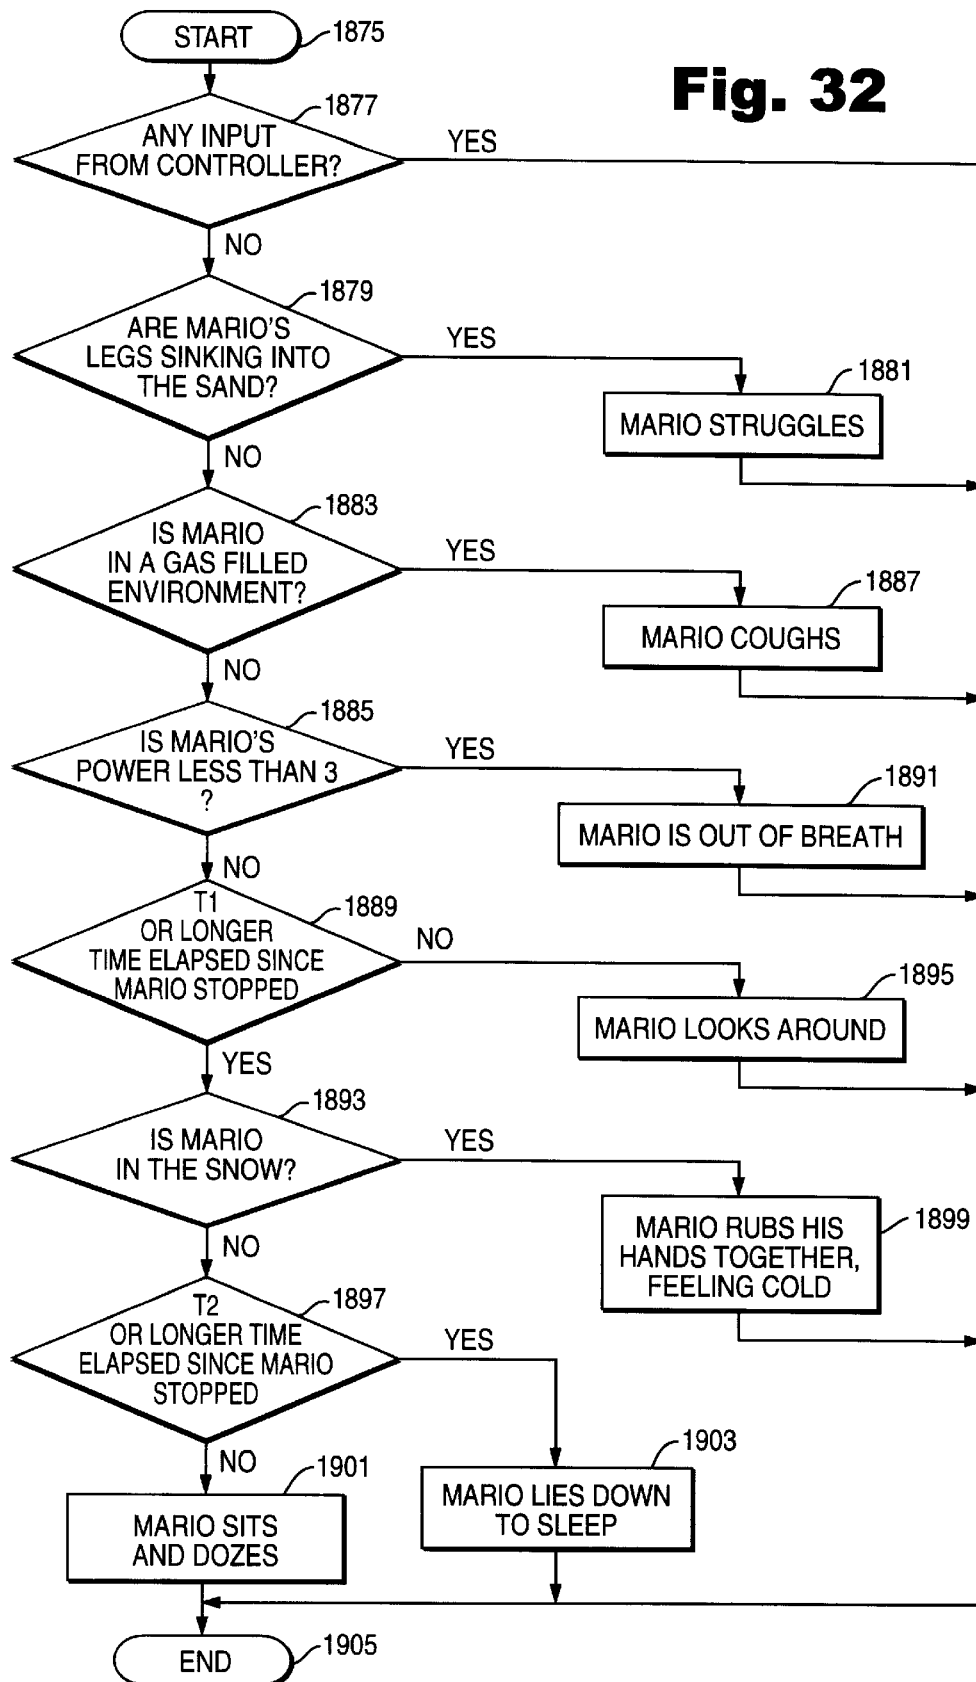 START
1875
Fig. 32
1877
ANY INPUT
FROM CONTROLLER?
YES
NO
1879
ARE MARIO'S
LEGS SINKING INTO
THE SAND?
YES
1881
MARIO STRUGGLES
NO
1883
IS MARIO
IN A GAS FILLED
ENVIRONMENT?
YES
1887
MARIO COUGHS
NO
1885
IS MARIO'S
POWER LESS THAN 3
?
YES
1891
MARIO IS OUT OF BREATH
NO
T1
OR LONGER
TIME ELAPSED SINCE
MARIO STOPPED
1889
NO
1895
MARIO LOOKS AROUND
YES
1893
IS MARIO
IN THE SNOW?
YES
1899
MARIO RUBS HIS
HANDS TOGETHER,
FEELING COLD
NO
T2
OR LONGER TIME
ELAPSED SINCE MARIO
STOPPED
1897
YES
1903
MARIO LIES DOWN
TO SLEEP
NO
1901
MARIO SITS
AND DOZES
END
1905